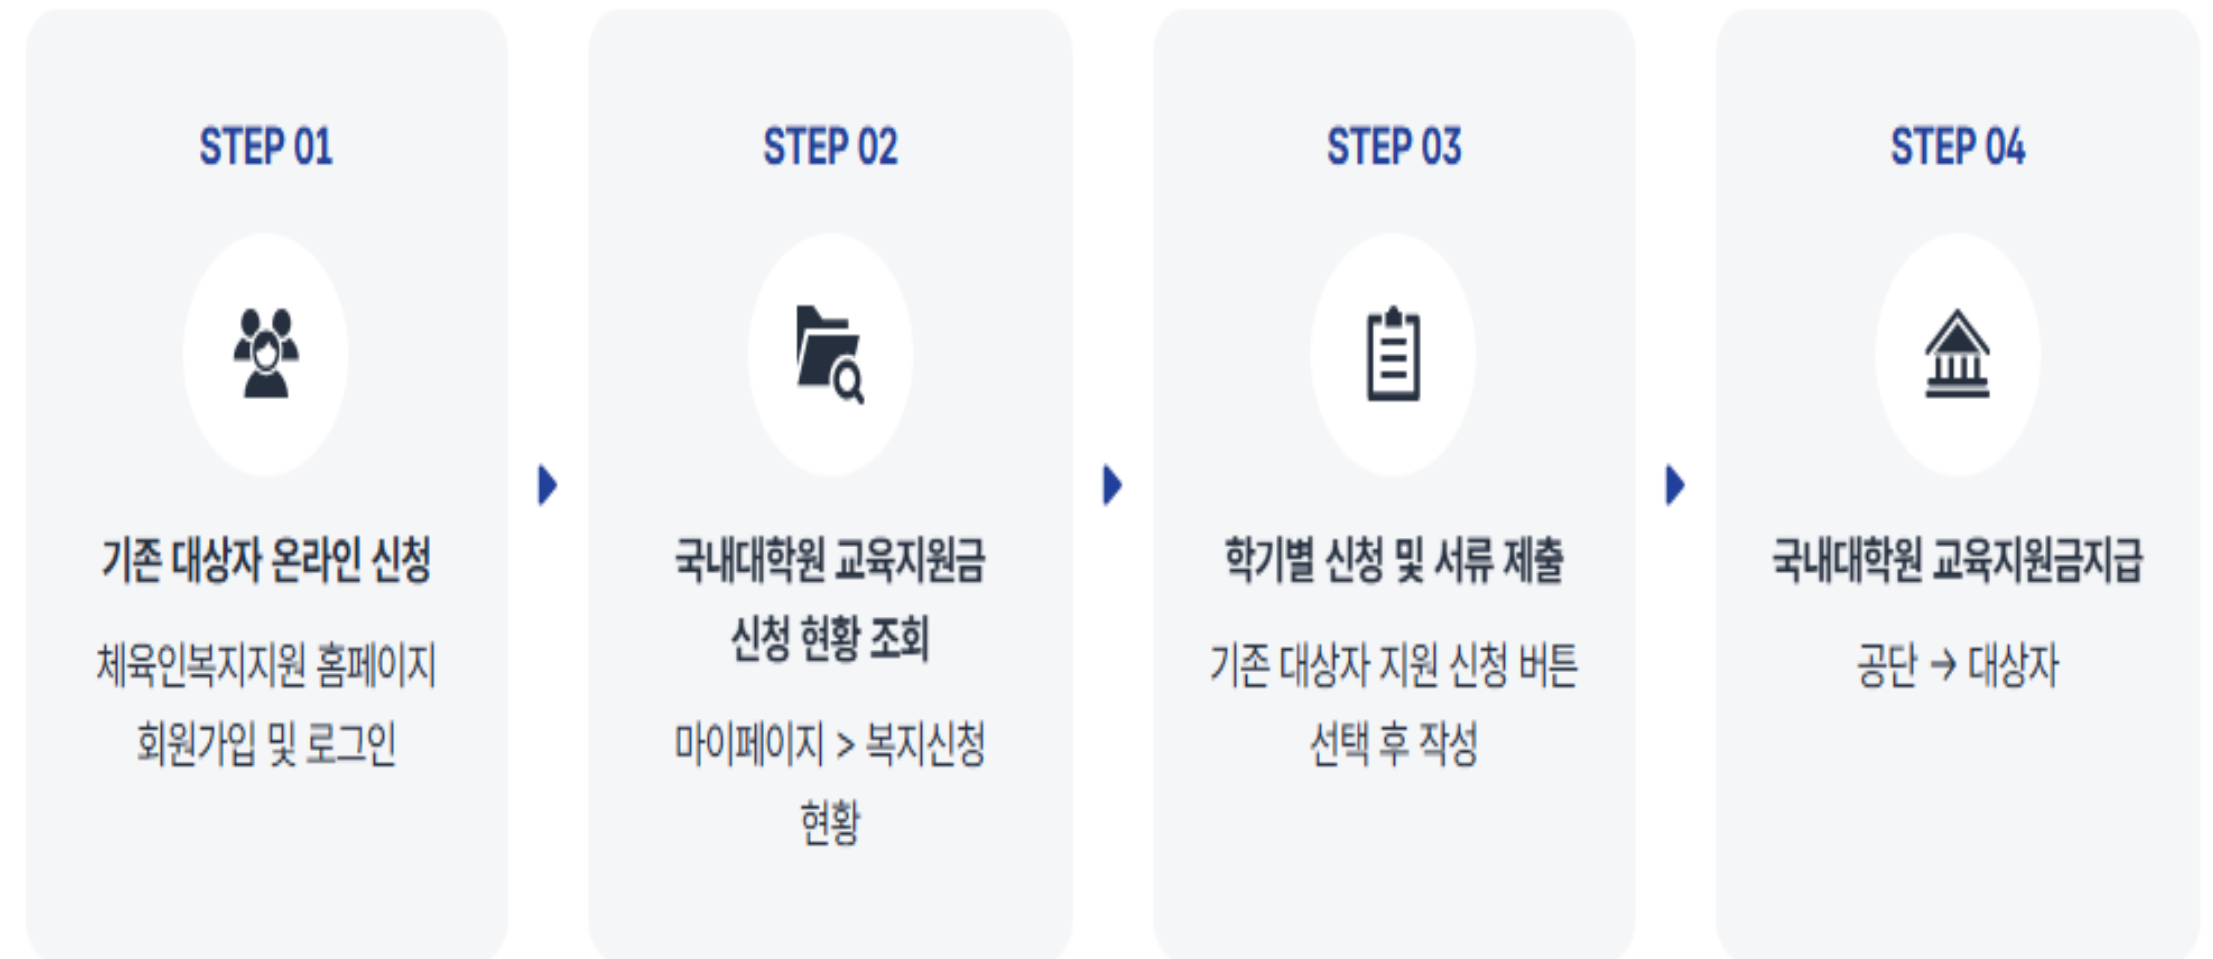 STEP 01
기존 대상자 온라인 신청
체육인복지지원 홈페이지
회원가입 및 로그인
STEP 02
국내대학원 교육지원금
신청 현황 조회
마이페이지 > 복지신청
현황
STEP 03
학기별 신청 및 서류 제출
기존 대상자 지원 신청 버튼
선택 후 작성
STEP 04
국내대학원 교육지원금지급
공단 → 대상자